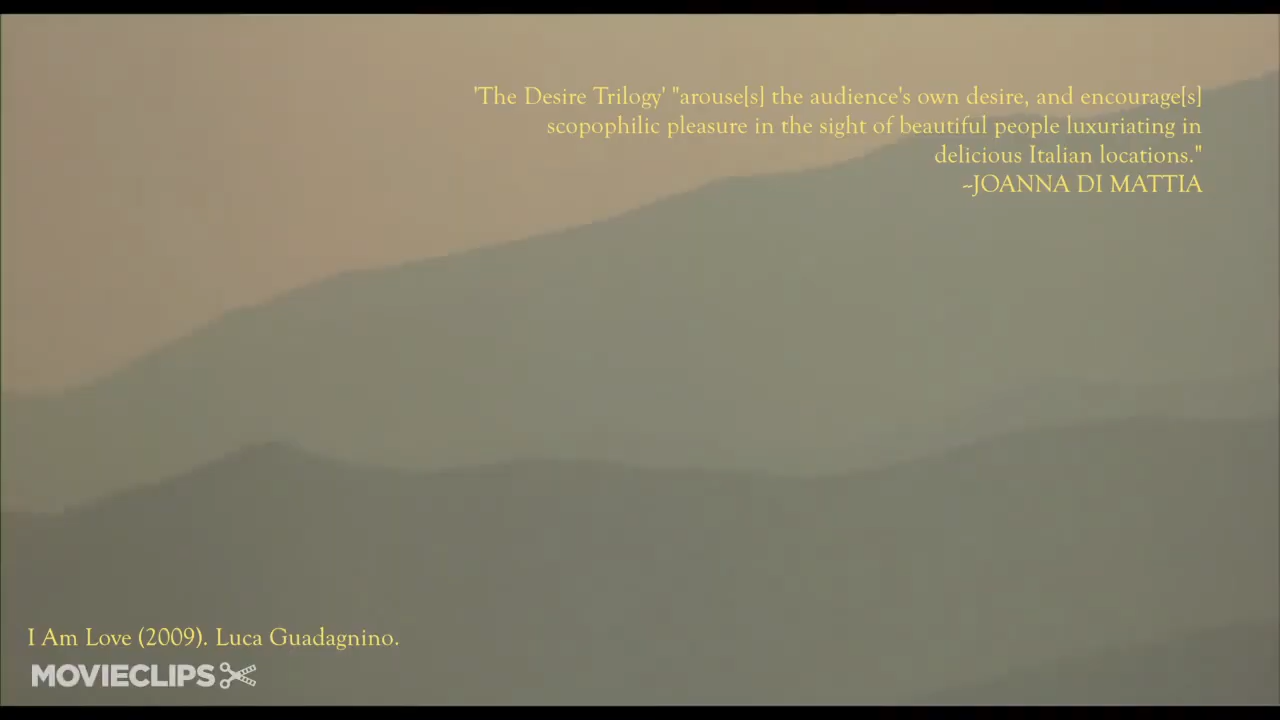 'The Desire Trilogy' "arouse[s] the audience's own desire, and encourage[s]
scopophilic pleasure in the sight of beautiful people luxuriating in
delicious Italian locations."
~JOANNA DI MATTIA
I Am Love (2009). Luca Guadagnino.
MOVIECLIPS